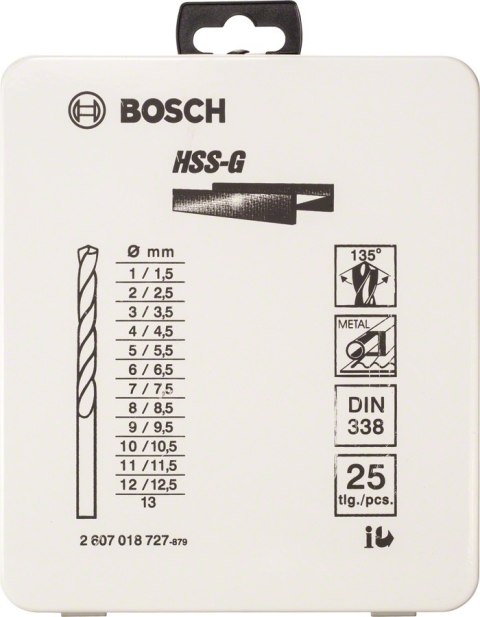 BOSCH
HSS-G
Ø mm
1 / 1,5
2 / 2,5
3 / 3,5
4 / 4,5
5 / 5,5
6 / 6,5
7 / 7,5
8 / 8,5
9 / 9,5
10 / 10,5
11 / 11,5
12 / 12,5
13
2 607 018 727-879
135°
METAL
DIN
338
25
tlg./pcs.
i